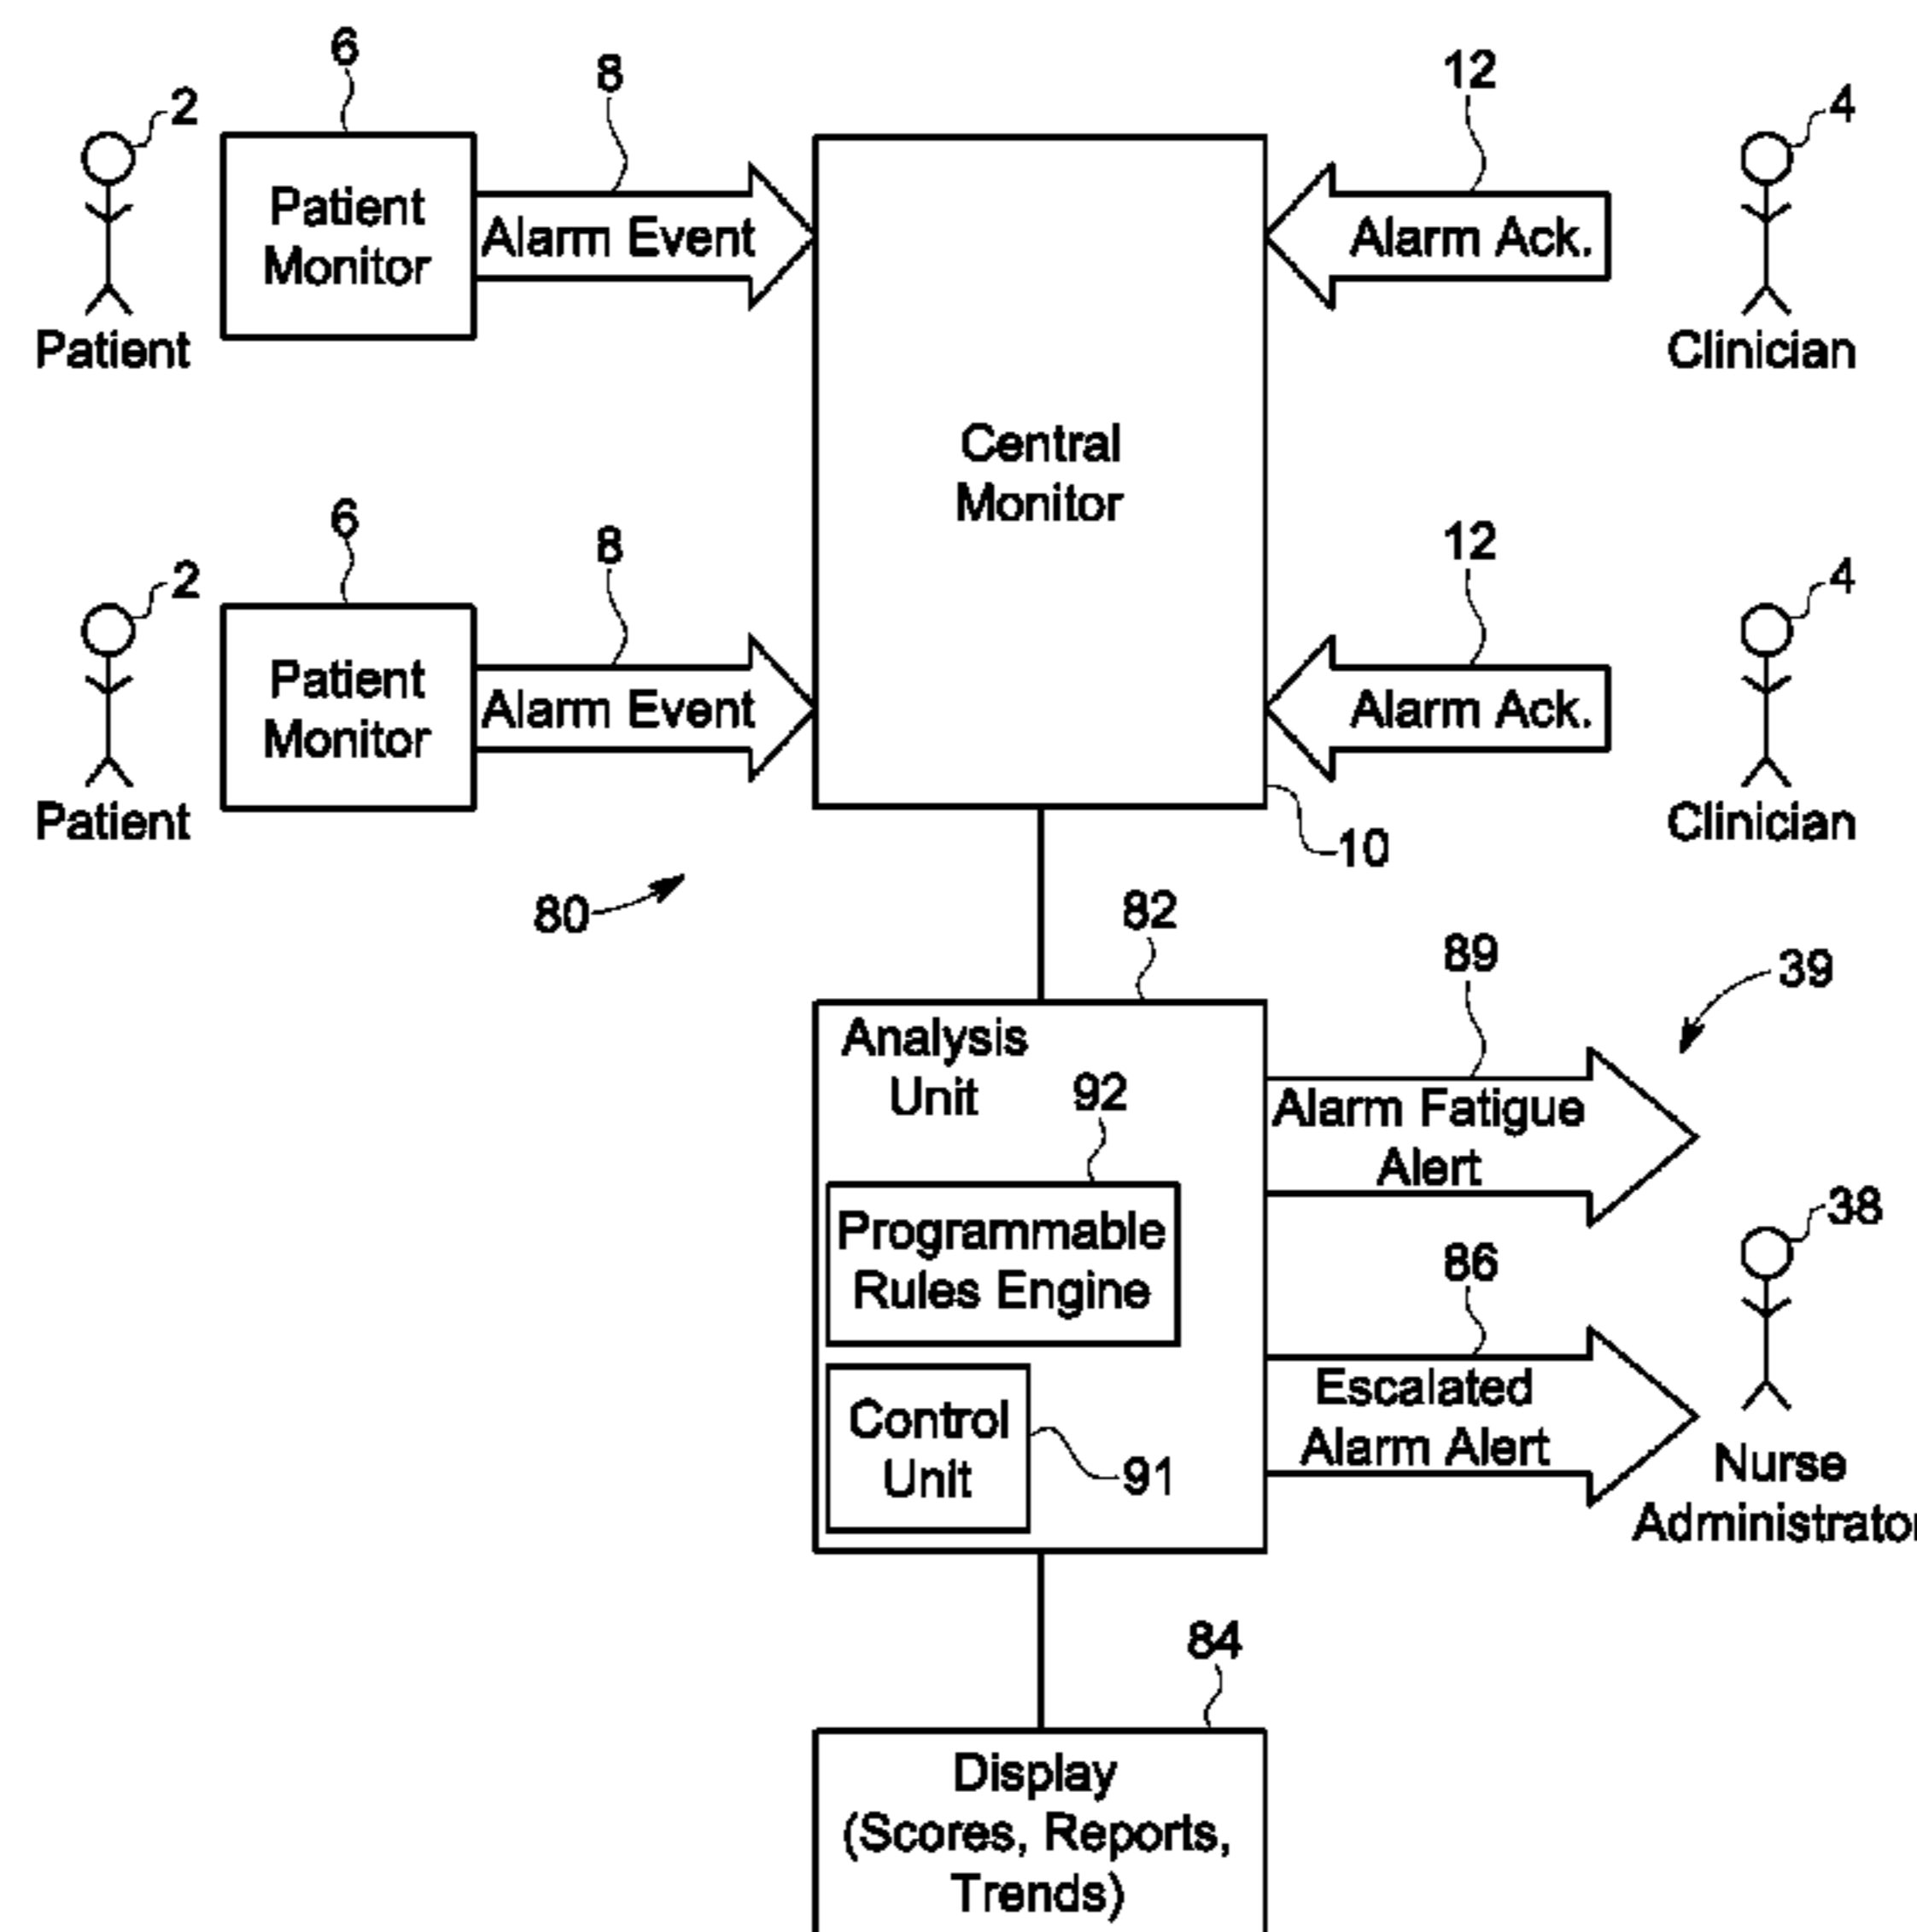 6
8
12
2
4
Patient
Monitor
Alarm Event
Alarm Ack.
Patient
Clinician
Central
Monitor
6
8
12
2
4
Patient
Monitor
Alarm Event
Alarm Ack.
Patient
Clinician
10
80
82
89
39
Analysis
Unit
92
Alarm Fatigue
Alert
Programmable
Rules Engine
38
86
Control
Unit
91
Escalated
Alarm Alert
Nurse
Administrator
84
Display
(Scores, Reports,
Trends)